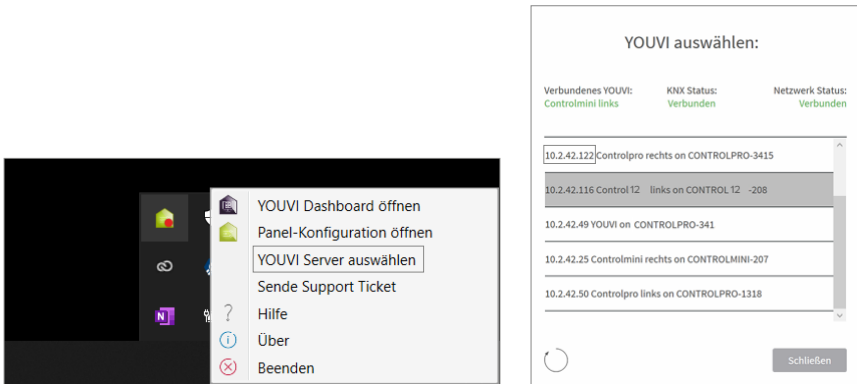 YOUVI Dashboard öffnen
Panel-Konfiguration öffnen
YOUVI Server auswählen
Sende Support Ticket
Hilfe
Über
Beenden
YOUVI auswählen:
Verbundenes YOUVI: KNX Status: Netzwerk Status:
Controlmini links Verbunden Verbunden
10.2.42.122 Controlpro rechts on CONTROLPRO-3415
10.2.42.116 Control 12 links on CONTROL 12 -208
10.2.42.49 YOUVI on CONTROLPRO-341
10.2.42.25 Controlmini rechts on CONTROLMINI-207
10.2.42.50 Controlpro links on CONTROLPRO-1318
Schließen